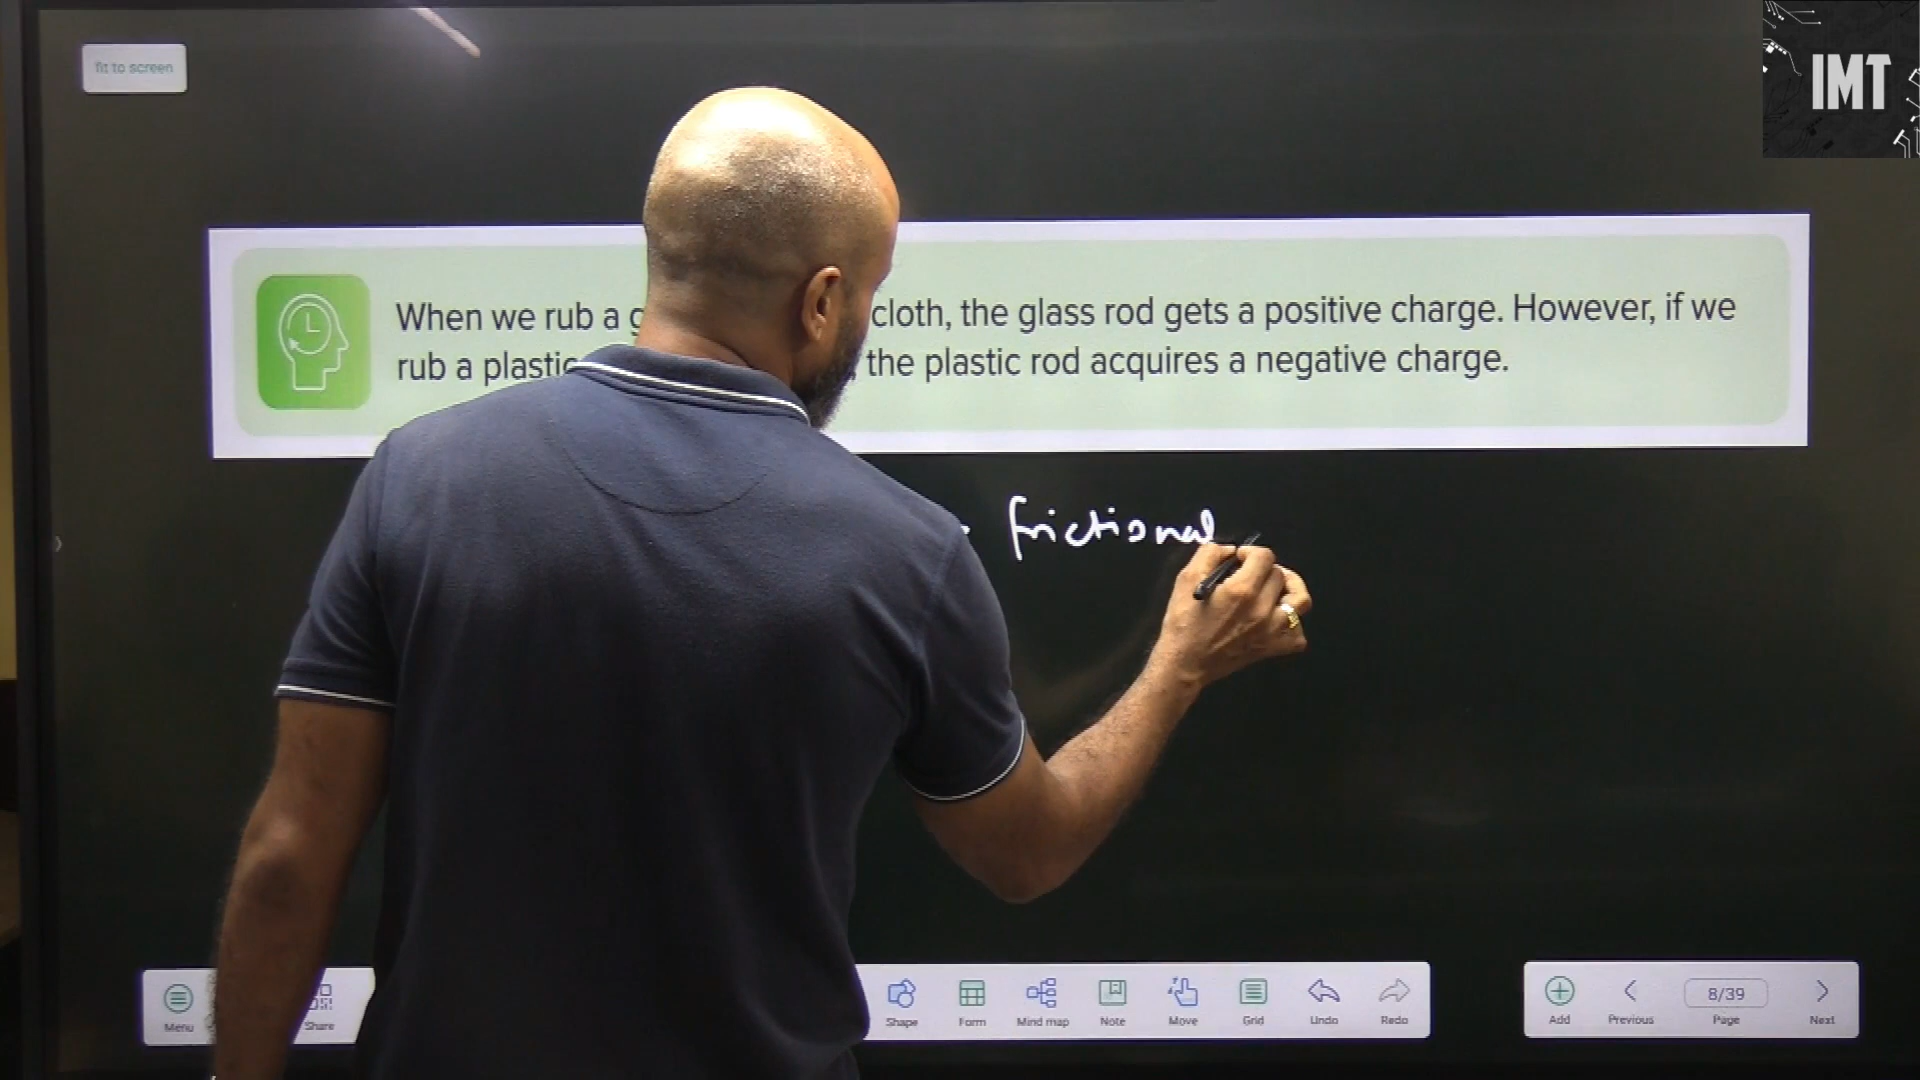 fit to screen
IMT
When we rub a g cloth, the glass rod gets a positive charge. However, if we
rub a plastic the plastic rod acquires a negative charge.
frictional
Menu
Share
Shape
Form
Mind map
Note
Move
Grid
Undo
Redo
Add
Previous
8/39
Page
Next